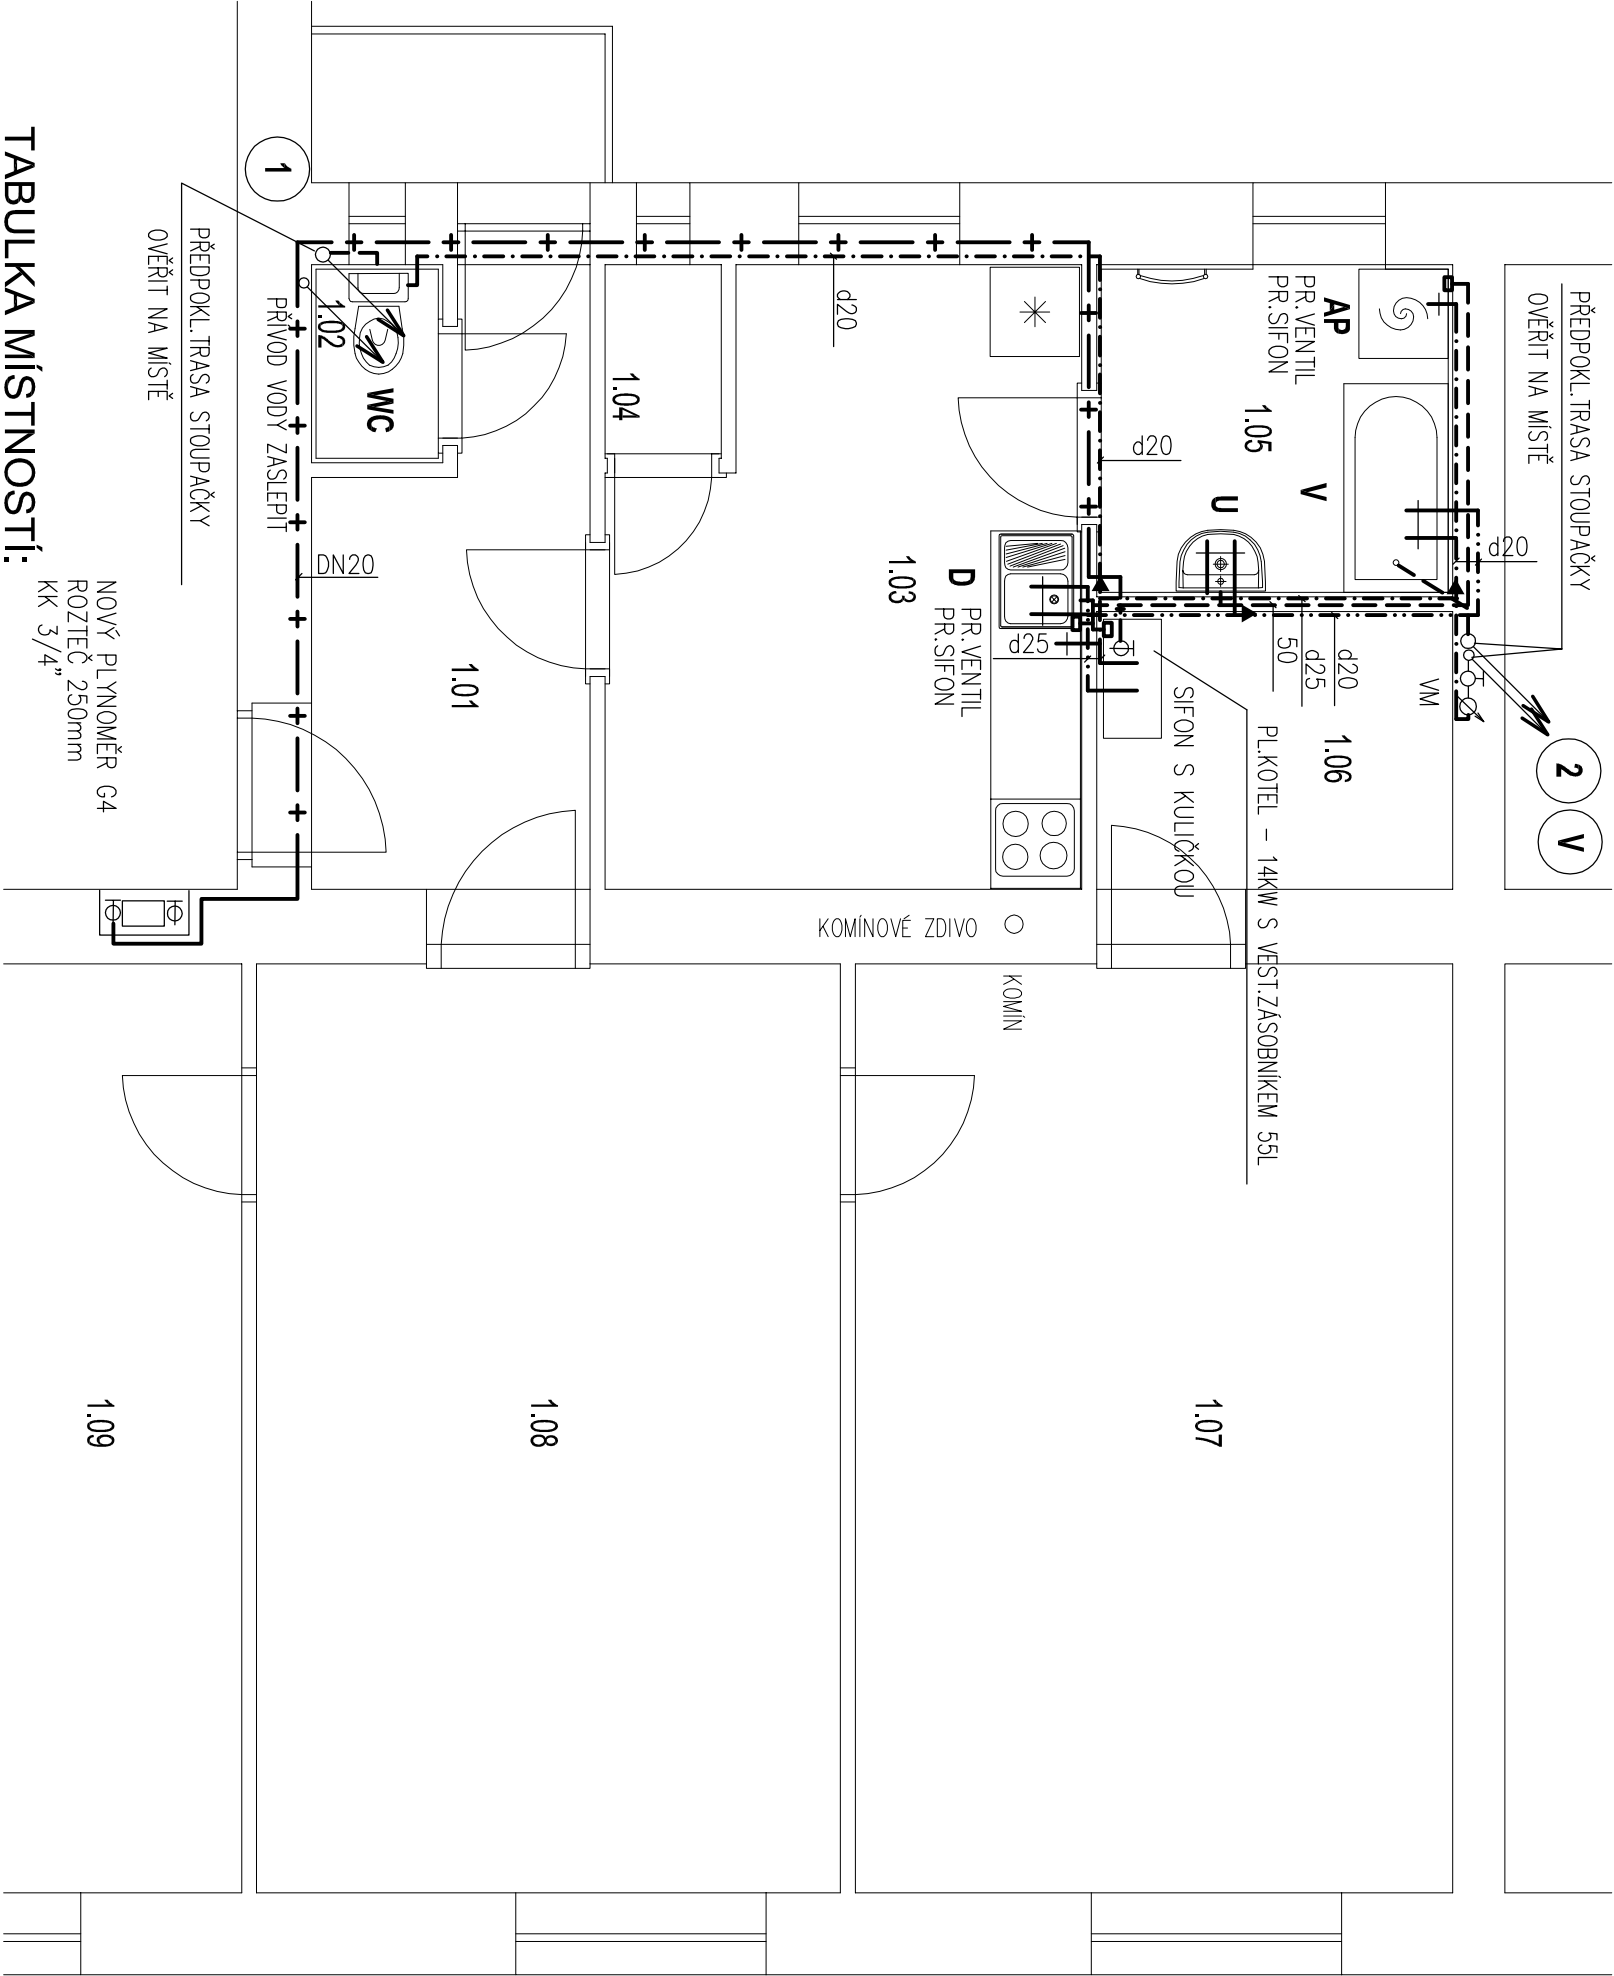 PŘEDPOKL.TRASA STOUPAČKY
OVĚŘIT NA MÍSTĚ
2
V
d20
AP
PR.VENTIL
PR.SIFON
1.05
V
U
d20
d20
d25
50
VM
1.06
PL.KOTEL - 14KW S VEST.ZÁSOBNÍKEM 55L
SIFON S KULIČKOU
d20
1.04
1.03
D
PR.VENTIL
PR.SIFON
d25
KOMÍNOVÉ ZDIVO
KOMÍN
1
1.02
WC
PŘÍVOD VODY ZASLEPIT
PŘEDPOKL.TRASA STOUPAČKY
OVĚŘIT NA MÍSTĚ
DN20
1.01
NOVÝ PLYNOMĚR G4
ROZTEČ 250mm
KK 3/4"
1.07
1.08
1.09
TABULKA MÍSTNOSTÍ: